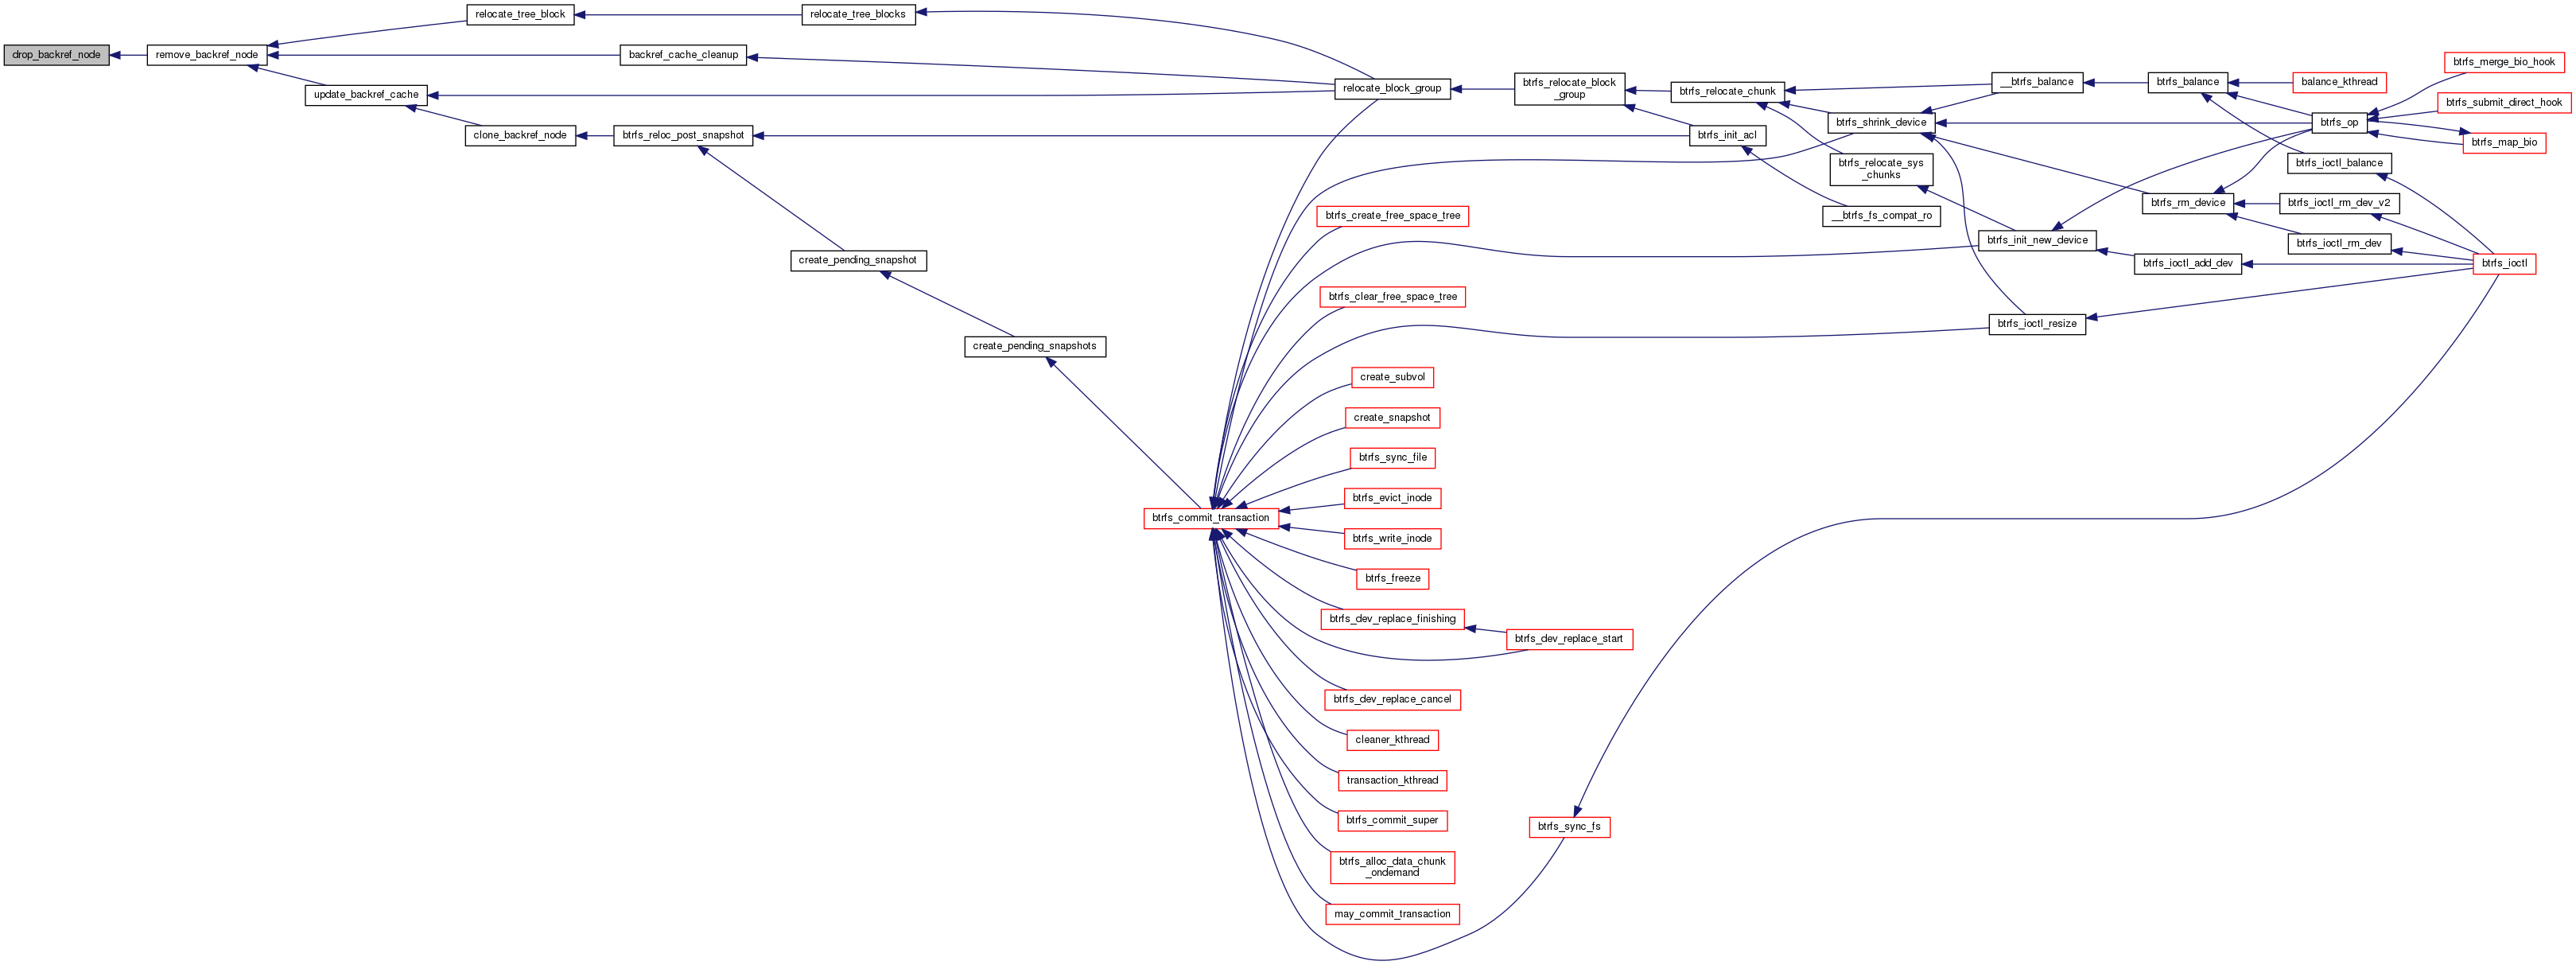 relocate_tree_block
relocate_tree_blocks
drop_backref_node
remove_backref_node
backref_cache_cleanup
update_backref_cache
relocate_block_group
clone_backref_node
btrfs_reloc_post_snapshot
btrfs_relocate_block
_group
btrfs_relocate_chunk
btrfs_init_acl
__btrfs_balance
btrfs_shrink_device
btrfs_relocate_sys
_chunks
__btrfs_fs_compat_ro
btrfs_balance
balance_kthread
btrfs_op
btrfs_merge_bio_hook
btrfs_submit_direct_hook
btrfs_map_bio
btrfs_ioctl_balance
btrfs_rm_device
btrfs_ioctl_rm_dev_v2
btrfs_ioctl_rm_dev
btrfs_init_new_device
btrfs_ioctl_add_dev
btrfs_ioctl
btrfs_ioctl_resize
create_pending_snapshot
create_pending_snapshots
btrfs_commit_transaction
btrfs_create_free_space_tree
btrfs_clear_free_space_tree
create_subvol
create_snapshot
btrfs_sync_file
btrfs_evict_inode
btrfs_write_inode
btrfs_freeze
btrfs_dev_replace_finishing
btrfs_dev_replace_start
btrfs_dev_replace_cancel
cleaner_kthread
transaction_kthread
btrfs_commit_super
btrfs_sync_fs
btrfs_alloc_data_chunk
_ondemand
may_commit_transaction